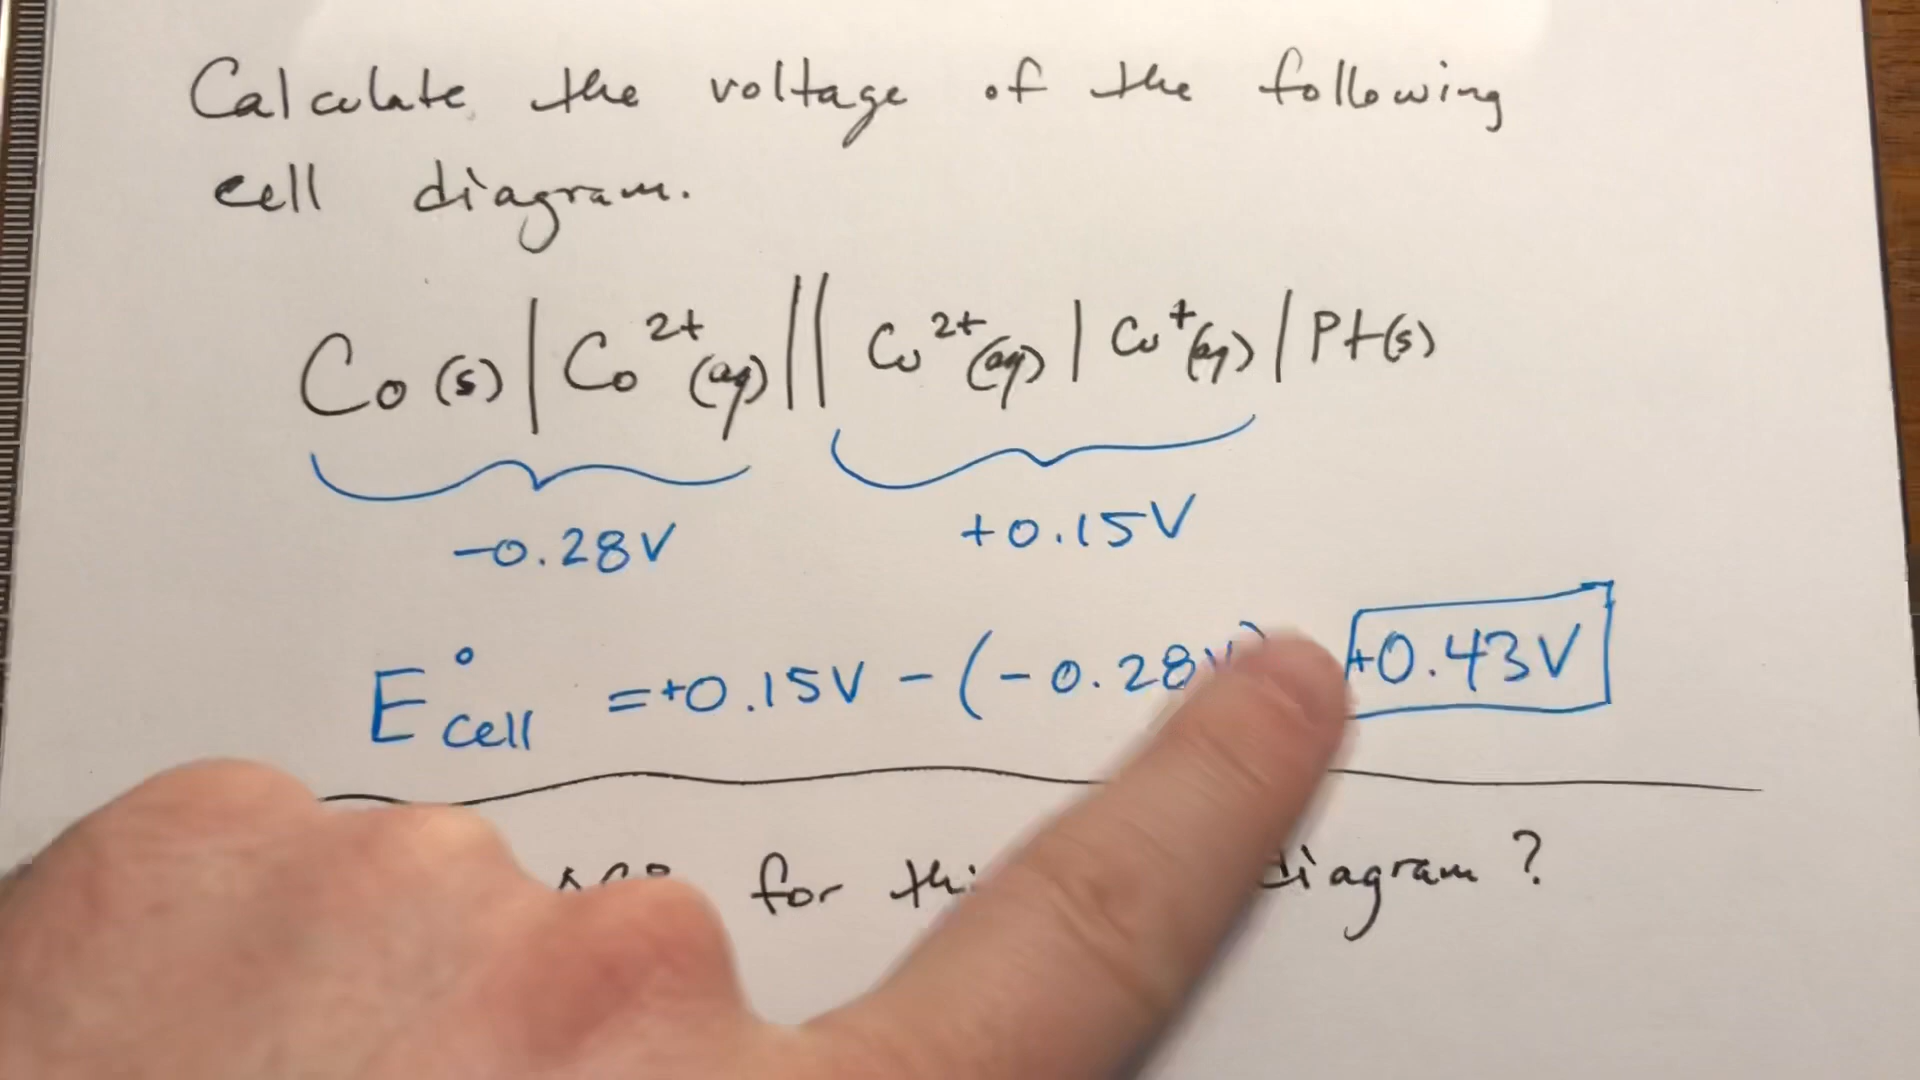 Calculate the voltage of the following
cell diagram.
Co(s)|Co²⁺(aq)||Cu²⁺(aq)|Cu⁺(aq)|Pt(s)
-0.28V +0.15V
E°cell =+0.15V-(-0.28V) +0.43V
for diagram?